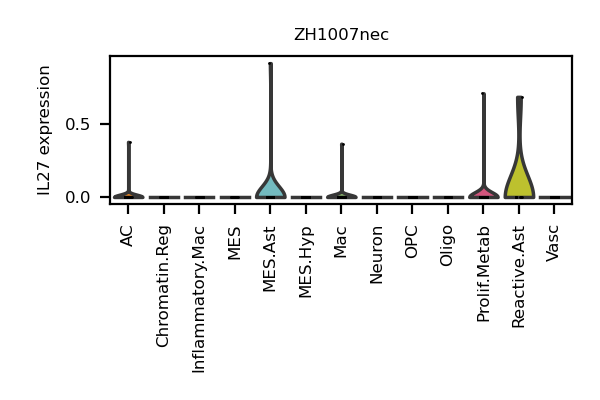 ZH1007nec
IL27 expression
0.5
0.0
AC
Chromatin.Reg
Inflammatory.Mac
MES
MES.Ast
MES.Hyp
Mac
Neuron
OPC
Oligo
Prolif.Metab
Reactive.Ast
Vasc